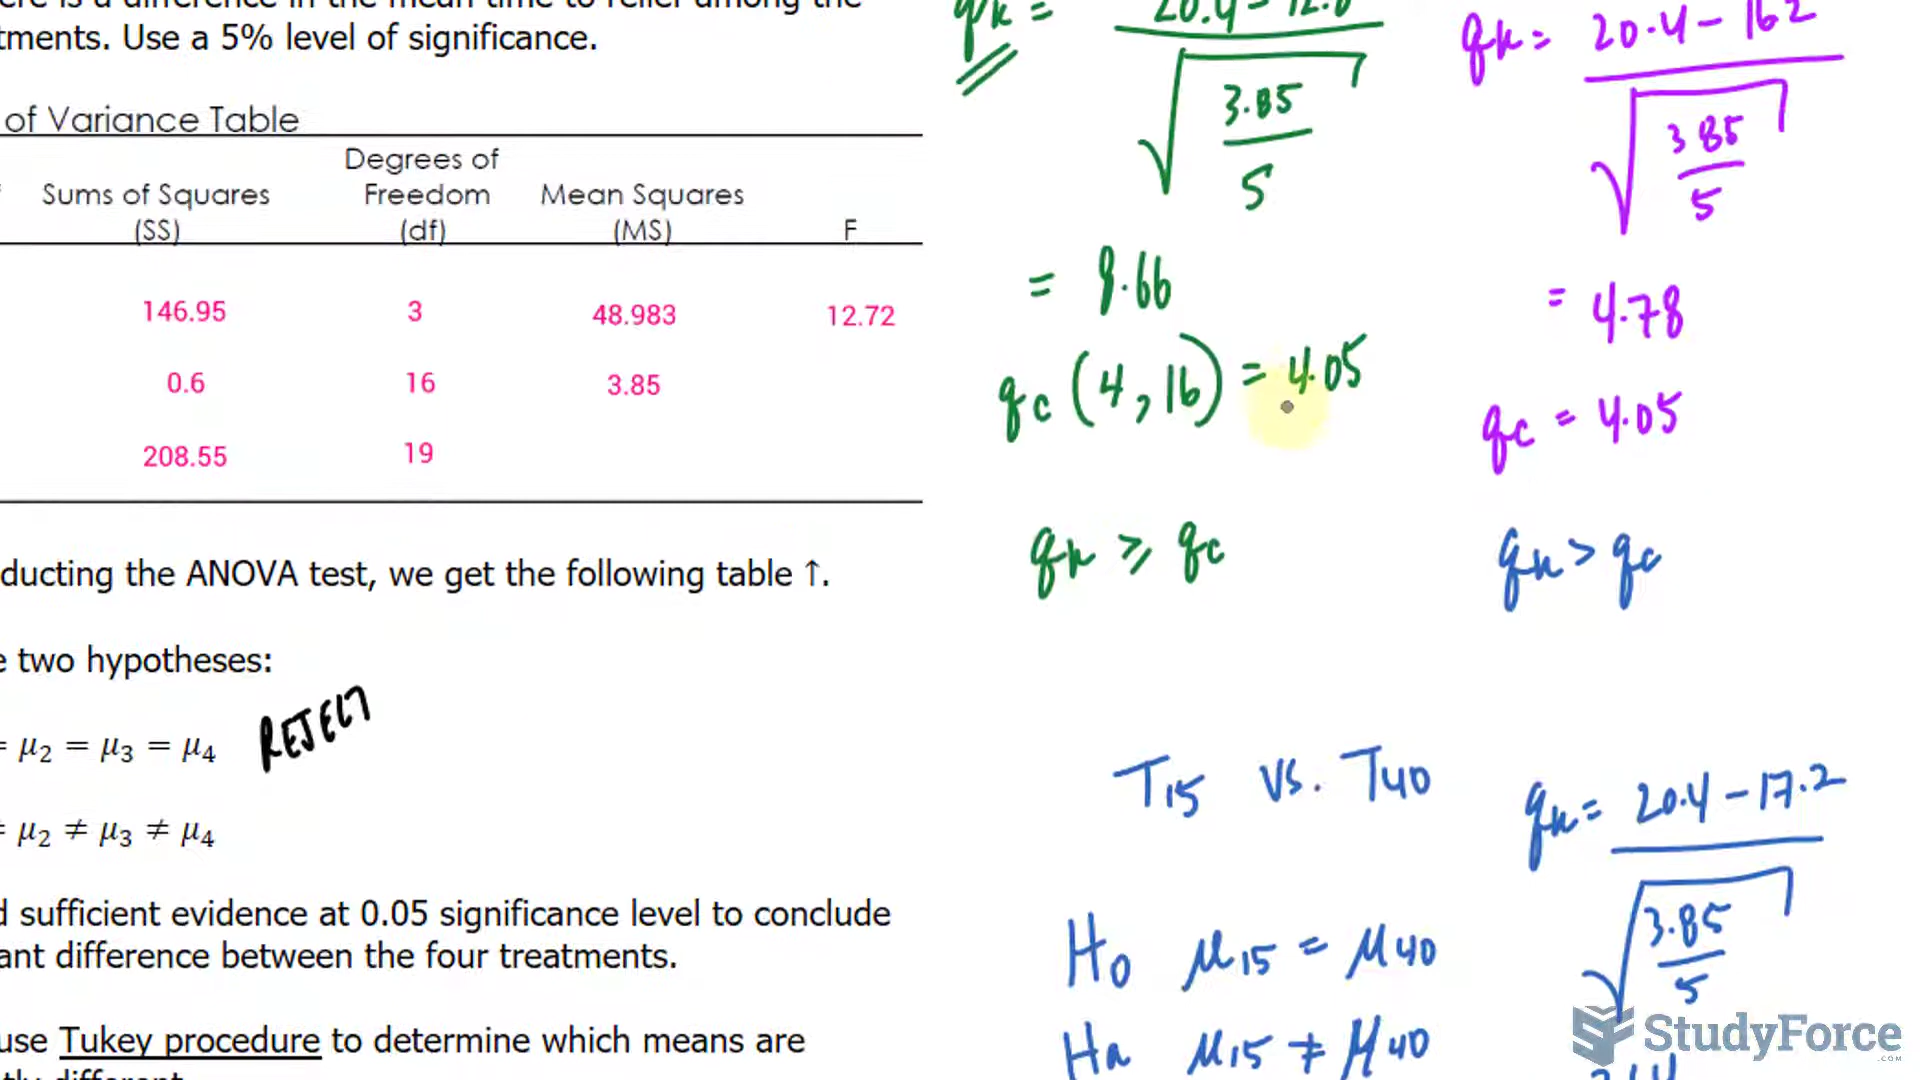 tments. Use a 5% level of significance.
of Variance Table
Sums of Squares
(SS)
Degrees of
Freedom
(df)
Mean Squares
(MS)
F
146.95 3 48.983 12.72
0.6 16 3.85
208.55 19
ducting the ANOVA test, we get the following table ↑.
e two hypotheses:
= μ2 = μ3 = μ4 REJECT
≠ μ2 ≠ μ3 ≠ μ4
d sufficient evidence at 0.05 significance level to conclude
ant difference between the four treatments.
use Tukey procedure to determine which means are
3.85
5
= 8.66
qc (4, 16) = 4.05
qk ≥ qc
qk = 20.4 - 16.2
3.85
5
= 4.78
qc = 4.05
qk > qc
T15 vs. T40
H0 μ15 = μ40
Ha μ15 ≠ μ40
qk = 20.4 - 17.2
3.85
5
StudyForce
.COM